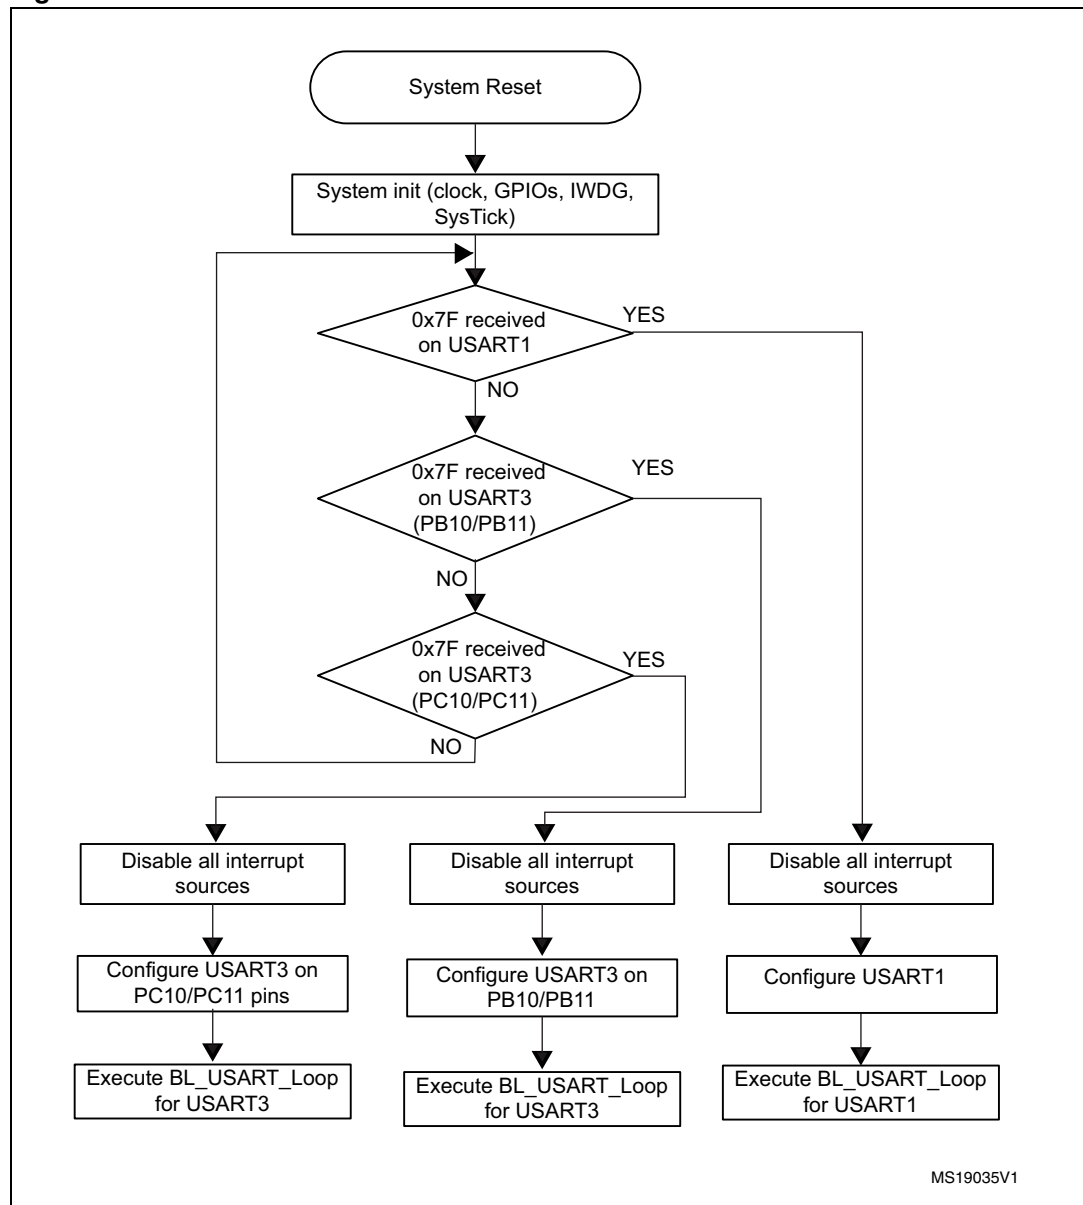 System Reset
System init (clock, GPIOs, IWDG,
SysTick)
0x7F received
on USART1
YES
NO
0x7F received
on USART3
(PB10/PB11)
YES
NO
0x7F received
on USART3
(PC10/PC11)
YES
NO
Disable all interrupt
sources
Disable all interrupt
sources
Disable all interrupt
sources
Configure USART3 on
PC10/PC11 pins
Configure USART3 on
PB10/PB11
Configure USART1
Execute BL_USART_Loop
for USART3
Execute BL_USART_Loop
for USART3
Execute BL_USART_Loop
for USART1
MS19035V1